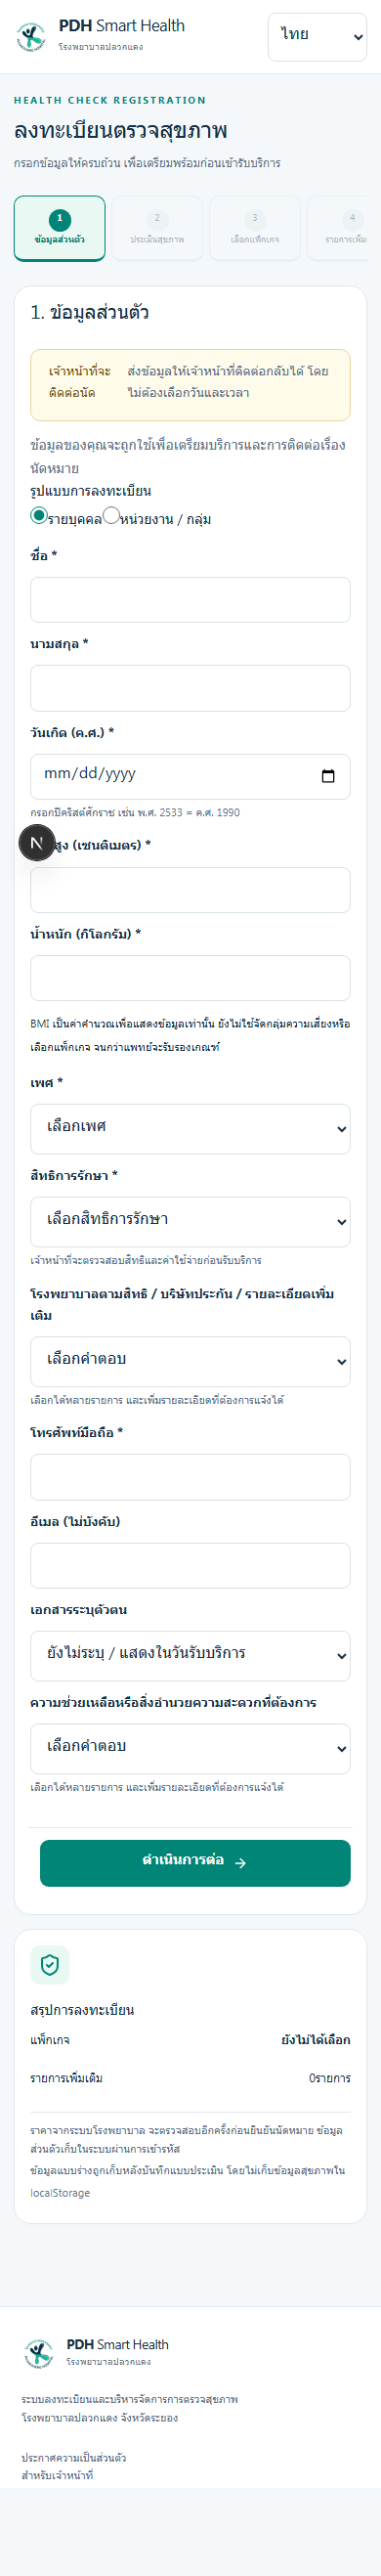 PDH Smart Health
โรงพยาบาลปลวกแดง
ไทย
HEALTH CHECK REGISTRATION
ลงทะเบียนตรวจสุขภาพ
กรอกข้อมูลให้ครบถ้วน เพื่อเตรียมพร้อมก่อนเข้ารับบริการ
1
ข้อมูลส่วนตัว
2
ประเมินสุขภาพ
3
เลือกแพ็กเกจ
4
รายการเพิ่ม
1. ข้อมูลส่วนตัว
เจ้าหน้าที่จะ
ติดต่อนัด
ส่งข้อมูลให้เจ้าหน้าที่ติดต่อกลับได้ โดย
ไม่ต้องเลือกวันและเวลา
ข้อมูลของคุณจะถูกใช้เพื่อเตรียมบริการและการติดต่อเรื่อง
นัดหมาย
รูปแบบการลงทะเบียน
รายบุคคล หน่วยงาน / กลุ่ม
ชื่อ *
นามสกุล *
วันเกิด (ค.ศ.) *
mm/dd/yyyy
กรอกปีคริสต์ศักราช เช่น พ.ศ. 2533 = ค.ศ. 1990
N
สูง (เซนติเมตร) *
น้ำหนัก (กิโลกรัม) *
BMI เป็นค่าคำนวณเพื่อแสดงข้อมูลเท่านั้น ยังไม่ใช้จัดกลุ่มความเสี่ยงหรือ
เลือกแพ็กเกจ จนกว่าแพทย์จะรับรองเกณฑ์
เพศ *
เลือกเพศ
สิทธิการรักษา *
เลือกสิทธิการรักษา
เจ้าหน้าที่จะตรวจสอบสิทธิและค่าใช้จ่ายก่อนรับบริการ
โรงพยาบาลตามสิทธิ / บริษัทประกัน / รายละเอียดเพิ่ม
เติม
เลือกคำตอบ
เลือกได้หลายรายการ และเพิ่มรายละเอียดที่ต้องการแจ้งได้
โทรศัพท์มือถือ *
อีเมล (ไม่บังคับ)
เอกสารระบุตัวตน
ยังไม่ระบุ / แสดงในวันรับบริการ
ความช่วยเหลือหรือสิ่งอำนวยความสะดวกที่ต้องการ
เลือกคำตอบ
เลือกได้หลายรายการ และเพิ่มรายละเอียดที่ต้องการแจ้งได้
ดำเนินการต่อ →
สรุปการลงทะเบียน
แพ็กเกจ ยังไม่ได้เลือก
รายการเพิ่มเติม 0รายการ
ราคาจากระบบโรงพยาบาล จะตรวจสอบอีกครั้งก่อนยืนยันนัดหมาย ข้อมูล
ส่วนตัวเก็บในระบบผ่านการเข้ารหัส
ข้อมูลแบบร่างถูกเก็บหลังบันทึกแบบประเมิน โดยไม่เก็บข้อมูลสุขภาพใน
localStorage
PDH Smart Health
โรงพยาบาลปลวกแดง
ระบบลงทะเบียนและบริหารจัดการการตรวจสุขภาพ
โรงพยาบาลปลวกแดง จังหวัดระยอง
ประกาศความเป็นส่วนตัว
สำหรับเจ้าหน้าที่